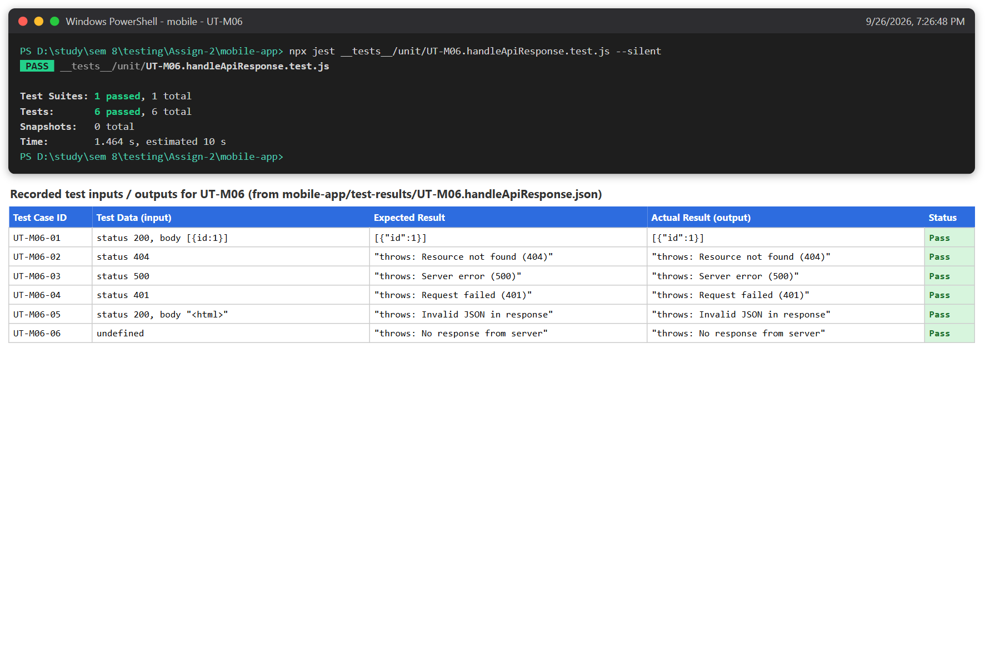 Windows PowerShell - mobile - UT-M06 9/26/2026, 7:26:48 PM
PS D:\study\sem 8\testing\Assign-2\mobile-app> npx jest __tests__/unit/UT-M06.handleApiResponse.test.js --silent
PASS __tests__/unit/UT-M06.handleApiResponse.test.js
Test Suites: 1 passed, 1 total
Tests: 6 passed, 6 total
Snapshots: 0 total
Time: 1.464 s, estimated 10 s
PS D:\study\sem 8\testing\Assign-2\mobile-app>
Recorded test inputs / outputs for UT-M06 (from mobile-app/test-results/UT-M06.handleApiResponse.json)
Test Case ID Test Data (input) Expected Result Actual Result (output) Status
UT-M06-01 status 200, body [{id:1}] [{"id":1}] [{"id":1}] Pass
UT-M06-02 status 404 "throws: Resource not found (404)" "throws: Resource not found (404)" Pass
UT-M06-03 status 500 "throws: Server error (500)" "throws: Server error (500)" Pass
UT-M06-04 status 401 "throws: Request failed (401)" "throws: Request failed (401)" Pass
UT-M06-05 status 200, body "<html>" "throws: Invalid JSON in response" "throws: Invalid JSON in response" Pass
UT-M06-06 undefined "throws: No response from server" "throws: No response from server" Pass